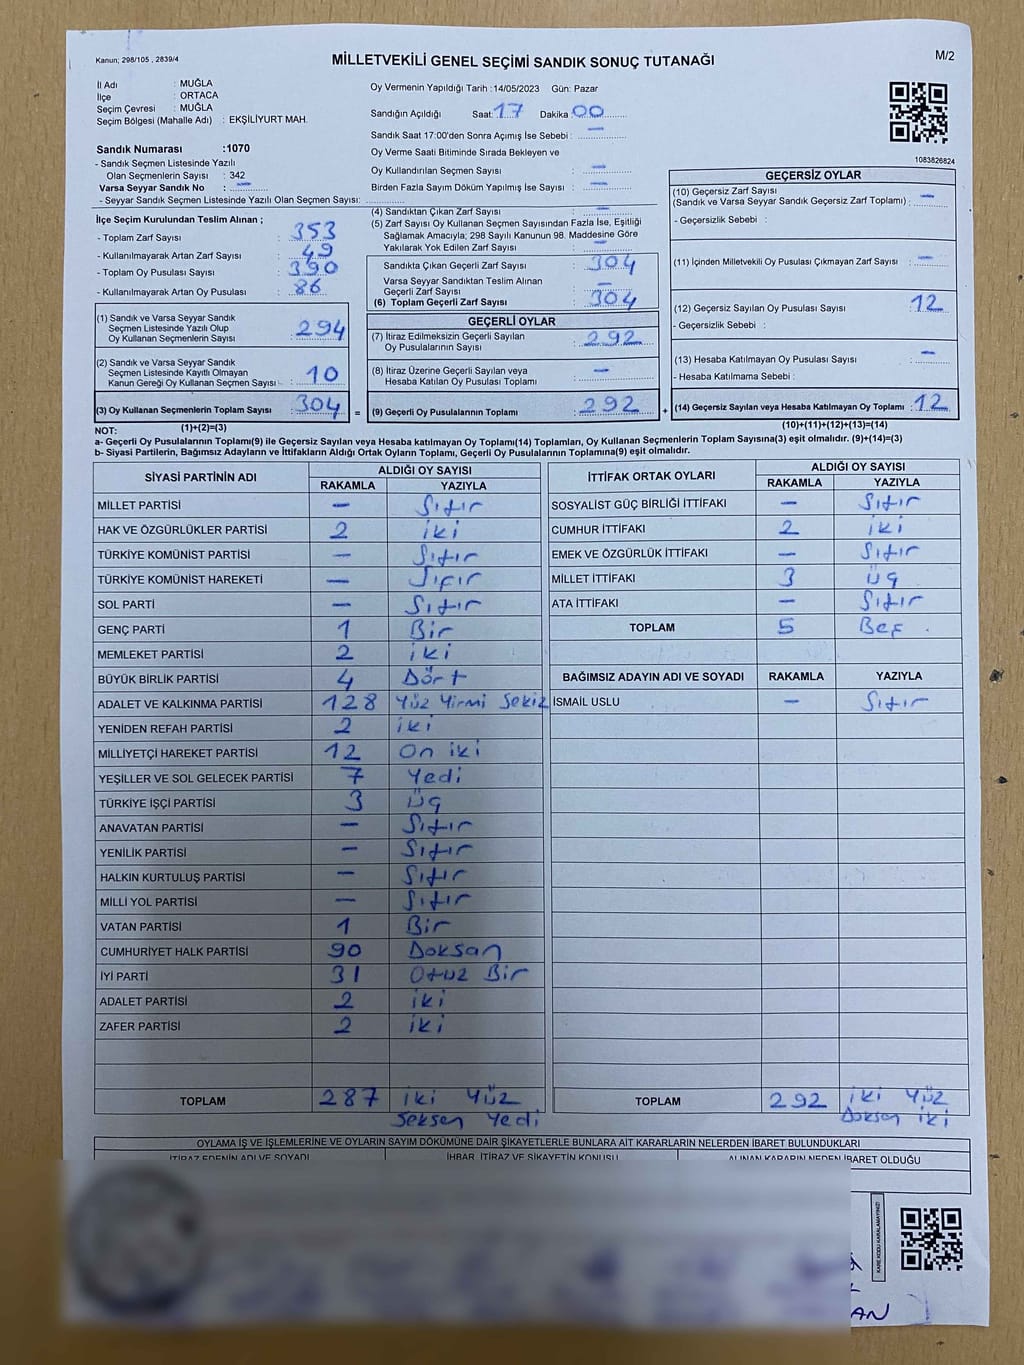 Kanun; 298/105 , 2839/4
MİLLETVEKİLİ GENEL SEÇİMİ SANDIK SONUÇ TUTANAĞI
M/2
İl Adı : MUĞLA
İlçe : ORTACA
Seçim Çevresi : MUĞLA
Seçim Bölgesi (Mahalle Adı) : EKŞİLİYURT MAH.
Sandık Numarası :1070
- Sandık Seçmen Listesinde Yazılı
Olan Seçmenlerin Sayısı : 342
Varsa Seyyar Sandık No : —
- Seyyar Sandık Seçmen Listesinde Yazılı Olan Seçmen Sayısı:
Oy Vermenin Yapıldığı Tarih :14/05/2023 Gün: Pazar
Sandığın Açıldığı Saat: 17 Dakika: 00
Sandık Saat 17:00'den Sonra Açımış İse Sebebi : —
Oy Verme Saati Bitiminde Sırada Bekleyen ve
Oy Kullandırılan Seçmen Sayısı : —
Birden Fazla Sayım Döküm Yapılmış İse Sayısı : —
1083826824
İlçe Seçim Kurulundan Teslim Alınan ;
- Toplam Zarf Sayısı : 353
- Kullanılmayarak Artan Zarf Sayısı : 49
- Toplam Oy Pusulası Sayısı : 390
- Kullanılmayarak Artan Oy Pusulası : 86
(1) Sandık ve Varsa Seyyar Sandık
Seçmen Listesinde Yazılı Olup
Oy Kullanan Seçmenlerin Sayısı : 294
(2) Sandık ve Varsa Seyyar Sandık
Seçmen Listesinde Kayıtlı Olmayan
Kanun Gereği Oy Kullanan Seçmen Sayısı : 10
(3) Oy Kullanan Seçmenlerin Toplam Sayısı : 304
(1)+(2)=(3)
(4) Sandıktan Çıkan Zarf Sayısı : —
(5) Zarf Sayısı Oy Kullanan Seçmen Sayısından Fazla İse, Eşitliği
Sağlamak Amacıyla; 298 Sayılı Kanunun 98. Maddesine Göre
Yakılarak Yok Edilen Zarf Sayısı : —
Sandıkta Çıkan Geçerli Zarf Sayısı : 304
Varsa Seyyar Sandıktan Teslim Alınan
Geçerli Zarf Sayısı : —
(6) Toplam Geçerli Zarf Sayısı : 304
GEÇERLİ OYLAR
(7) İtiraz Edilmeksizin Geçerli Sayılan
Oy Pusulalarının Sayısı : 292
(8) İtiraz Üzerine Geçerli Sayılan veya
Hesaba Katılan Oy Pusulası Toplamı : —
= (9) Geçerli Oy Pusulalarının Toplamı : 292
GEÇERSİZ OYLAR
(10) Geçersiz Zarf Sayısı
(Sandık ve Varsa Seyyar Sandık Geçersiz Zarf Toplamı) : —
- Geçersizlik Sebebi :
(11) İçinden Milletvekili Oy Pusulası Çıkmayan Zarf Sayısı : —
(12) Geçersiz Sayılan Oy Pusulası Sayısı : 12
- Geçersizlik Sebebi :
(13) Hesaba Katılmayan Oy Pusulası Sayısı : —
- Hesaba Katılmama Sebebi :
+ (14) Geçersiz Sayılan veya Hesaba Katılmayan Oy Toplamı : 12
(10)+(11)+(12)+(13)=(14)
NOT:
a- Geçerli Oy Pusulalarının Toplamı(9) ile Geçersiz Sayılan veya Hesaba katılmayan Oy Toplamı(14) Toplamları, Oy Kullanan Seçmenlerin Toplam Sayısına(3) eşit olmalıdır. (9)+(14)=(3)
b- Siyasi Partilerin, Bağımsız Adayların ve İttifakların Aldığı Ortak Oyların Toplamı, Geçerli Oy Pusulalarının Toplamına(9) eşit olmalıdır.
SİYASİ PARTİNİN ADI ALDIĞI OY SAYISI
RAKAMLA YAZIYLA
MİLLET PARTİSİ — Sıfır
HAK VE ÖZGÜRLÜKLER PARTİSİ 2 iki
TÜRKİYE KOMÜNİST PARTİSİ — Sıfır
TÜRKİYE KOMÜNİST HAREKETİ — Sıfır
SOL PARTİ — Sıfır
GENÇ PARTİ 1 Bir
MEMLEKET PARTİSİ 2 iki
BÜYÜK BİRLİK PARTİSİ 4 Dört
ADALET VE KALKINMA PARTİSİ 128 Yüz Yirmi Sekiz
YENİDEN REFAH PARTİSİ 2 iki
MİLLİYETÇİ HAREKET PARTİSİ 12 On iki
YEŞİLLER VE SOL GELECEK PARTİSİ 7 Yedi
TÜRKİYE İŞÇİ PARTİSİ 3 Üç
ANAVATAN PARTİSİ — Sıfır
YENİLİK PARTİSİ — Sıfır
HALKIN KURTULUŞ PARTİSİ — Sıfır
MİLLİ YOL PARTİSİ — Sıfır
VATAN PARTİSİ 1 Bir
CUMHURİYET HALK PARTİSİ 90 Doksan
İYİ PARTİ 31 Otuz Bir
ADALET PARTİSİ 2 iki
ZAFER PARTİSİ 2 iki
TOPLAM 287 iki Yüz
Seksen Yedi
İTTİFAK ORTAK OYLARI ALDIĞI OY SAYISI
RAKAMLA YAZIYLA
SOSYALİST GÜÇ BİRLİĞİ İTTİFAKI — Sıfır
CUMHUR İTTİFAKI 2 iki
EMEK VE ÖZGÜRLÜK İTTİFAKI — Sıfır
MİLLET İTTİFAKI 3 Üç
ATA İTTİFAKI — Sıfır
TOPLAM 5 Beş .
BAĞIMSIZ ADAYIN ADI VE SOYADI RAKAMLA YAZIYLA
İSMAİL USLU — Sıfır
TOPLAM 292 iki Yüz
Doksan iki
OYLAMA İŞ VE İŞLEMLERİNE VE OYLARIN SAYIM DÖKÜMÜNE DAİR ŞİKAYETLERLE BUNLARA AİT KARARLARIN NELERDEN İBARET BULUNDUKLARI
İTİRAZ EDENİN ADI VE SOYADI İHBAR, İTİRAZ VE ŞİKAYETİN KONUSU ALINAN KARARIN NEDEN İBARET OLDUĞU
KARE KODU KARALAMAYINIZ!